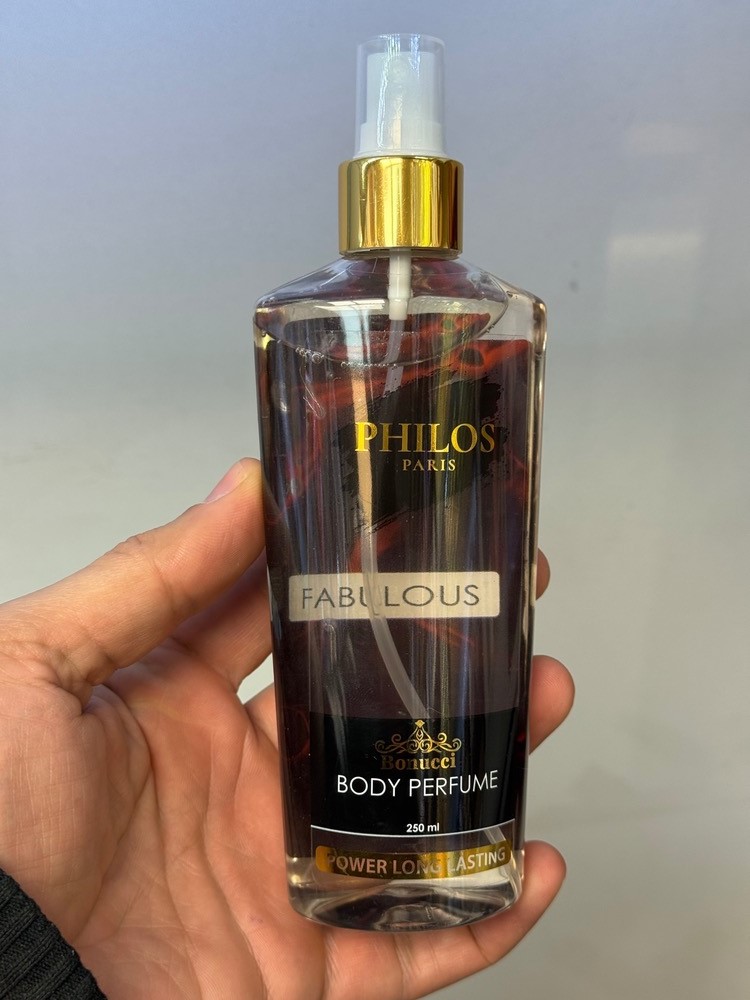 PHILOS
PARIS
FABULOUS
Bonucci
BODY PERFUME
250 ml
POWER LONG LASTING